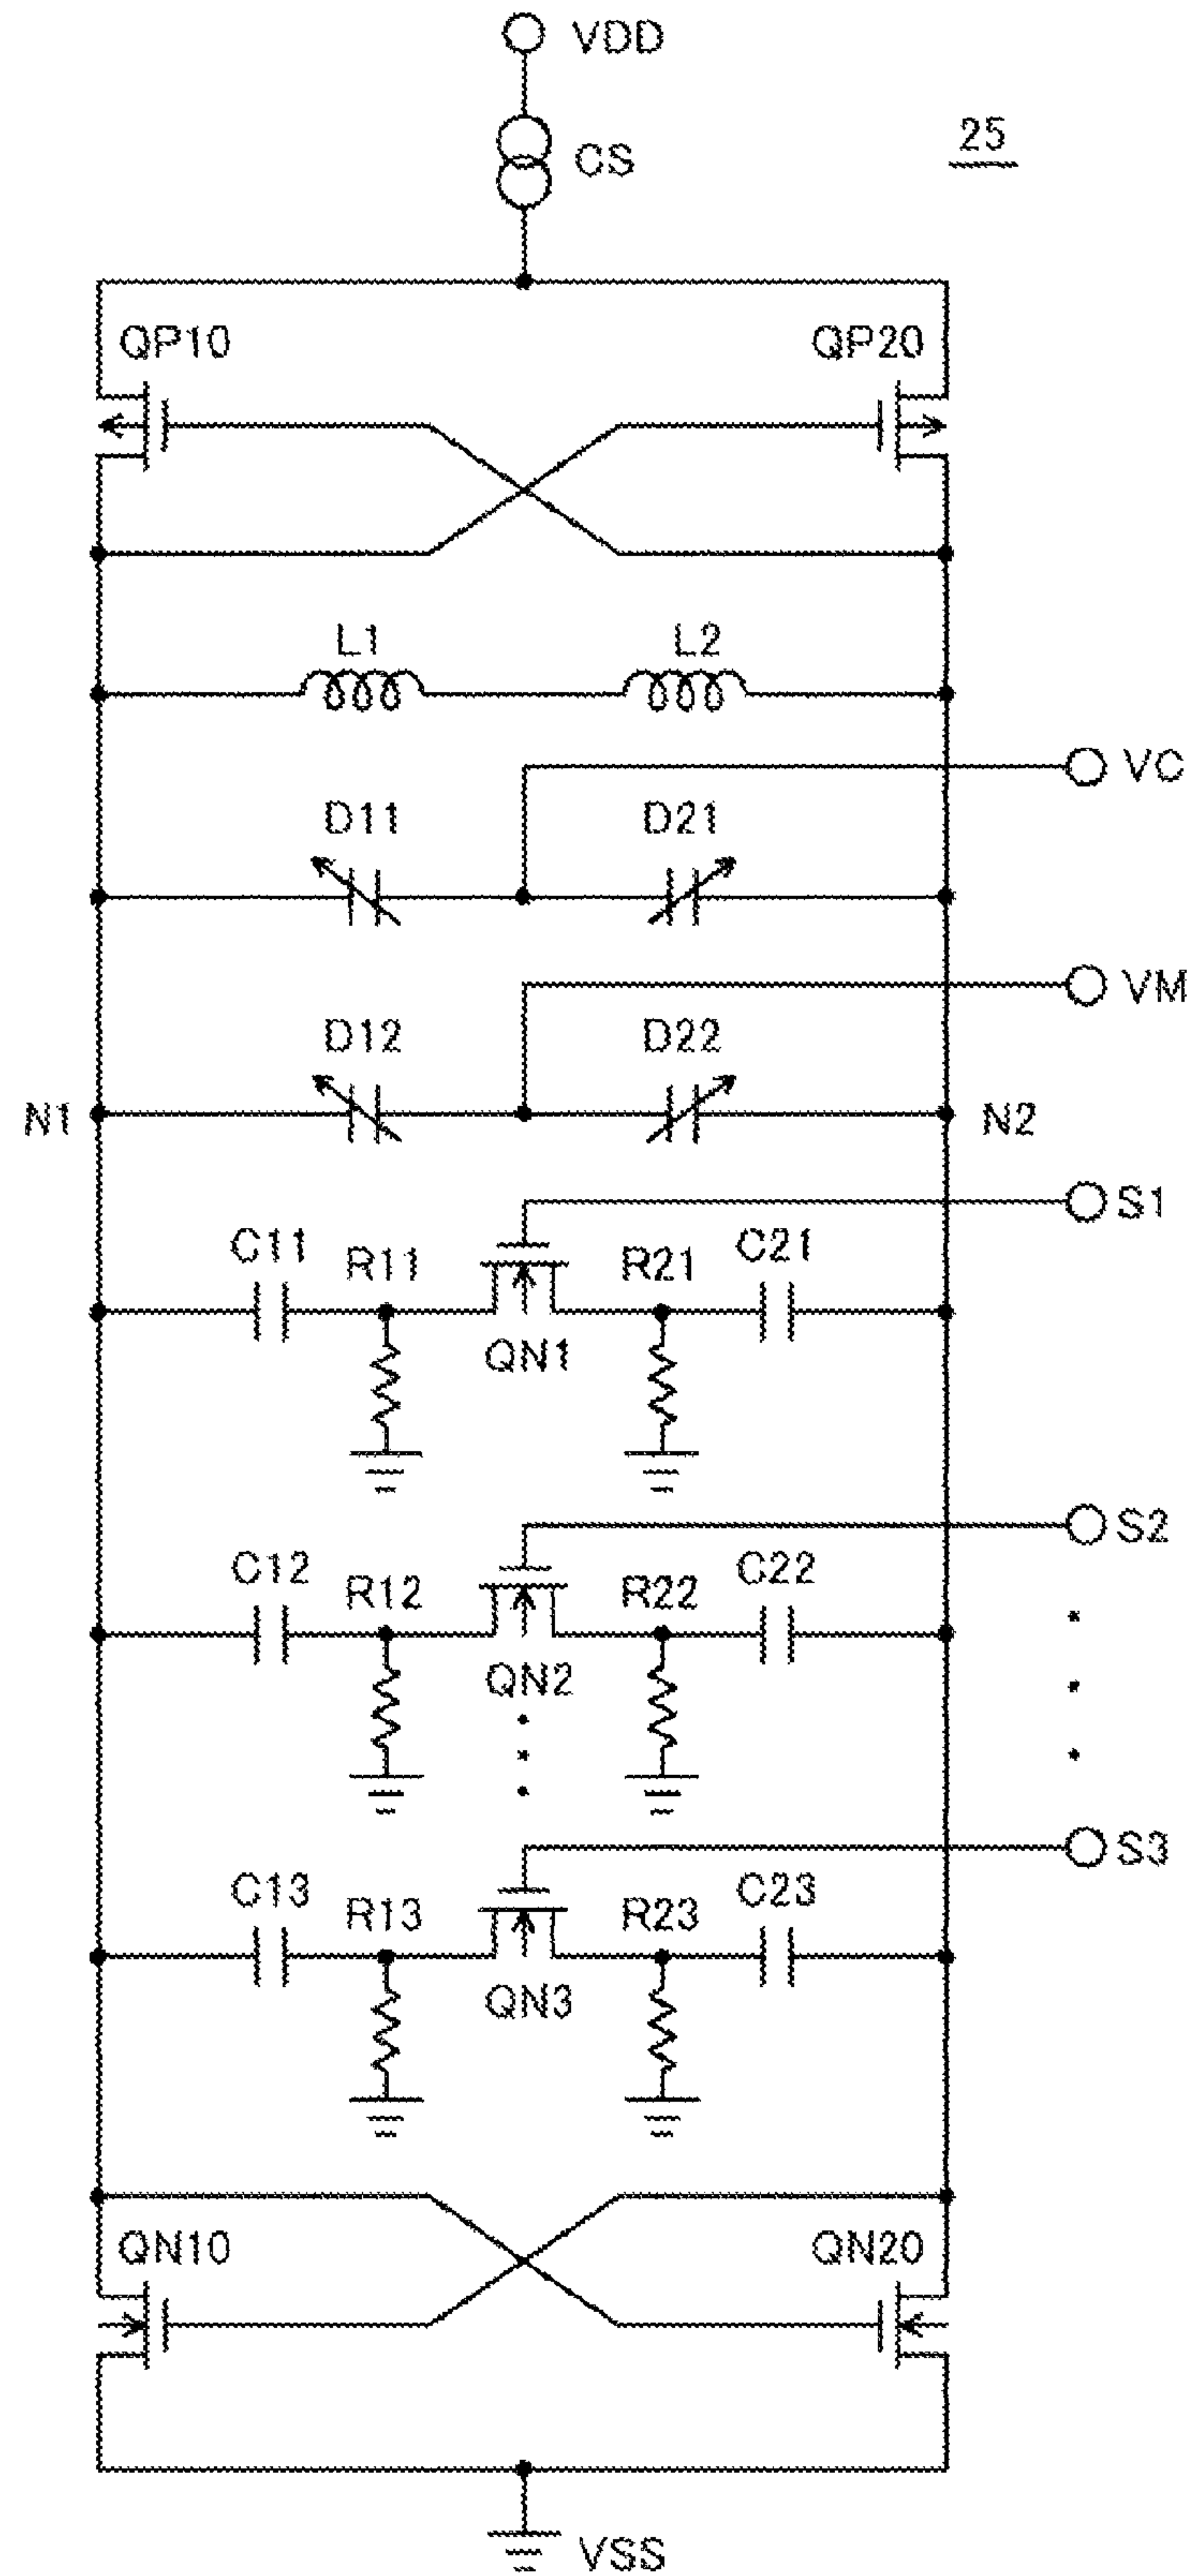 VDD
CS
25
QP10 QP20
L1 L2
VC
D11 D21
VM
D12 D22
N1 N2
S1
C11 R11 R21 C21
QN1
S2
C12 R12 R22 C22
QN2
S3
C13 R13 R23 C23
QN3
QN10 QN20
VSS